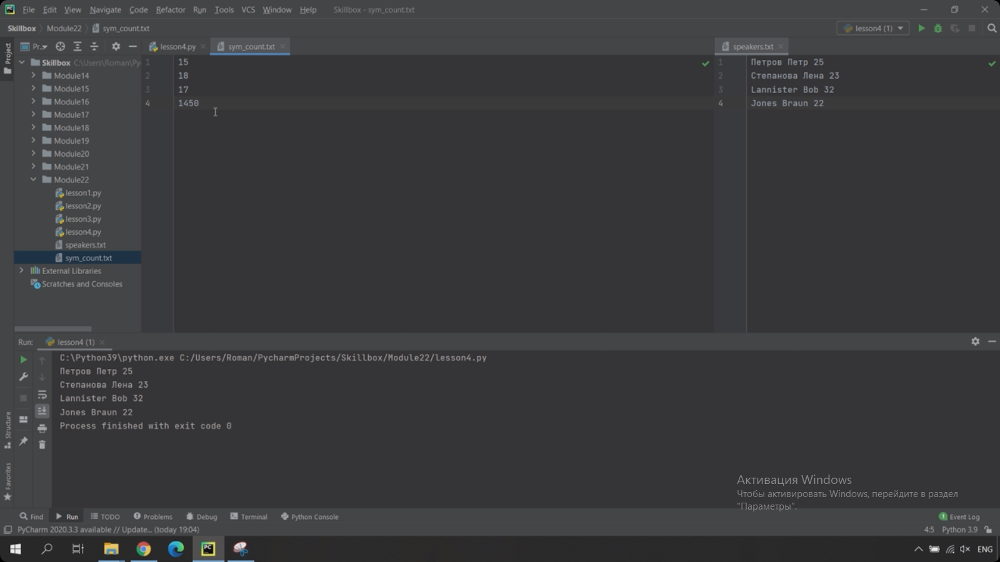 File Edit View Navigate Code Refactor Run Tools VCS Window Help Skillbox - sym_count.txt
Skillbox Module22 sym_count.txt lesson4 (1)
Project Pr... lesson4.py sym_count.txt speakers.txt
Skillbox C:\Users\Roman\Py
Module14
Module15
Module16
Module17
Module18
Module19
Module20
Module21
Module22
lesson1.py
lesson2.py
lesson3.py
lesson4.py
speakers.txt
sym_count.txt
External Libraries
Scratches and Consoles
1 15
2 18
3 17
4 1450
1 Петров Петр 25
2 Степанова Лена 23
3 Lannister Bob 32
4 Jones Braun 22
Run: lesson4 (1)
C:\Python39\python.exe C:/Users/Roman/PycharmProjects/Skillbox/Module22/lesson4.py
Петров Петр 25
Степанова Лена 23
Lannister Bob 32
Jones Braun 22
Process finished with exit code 0
Structure
Favorites
Активация Windows
Чтобы активировать Windows, перейдите в раздел
"Параметры".
Find Run TODO Problems Debug Terminal Python Console 1 Event Log
PyCharm 2020.3.3 available // Update... (today 19:04) 4:5 Python 3.9
PC ENG